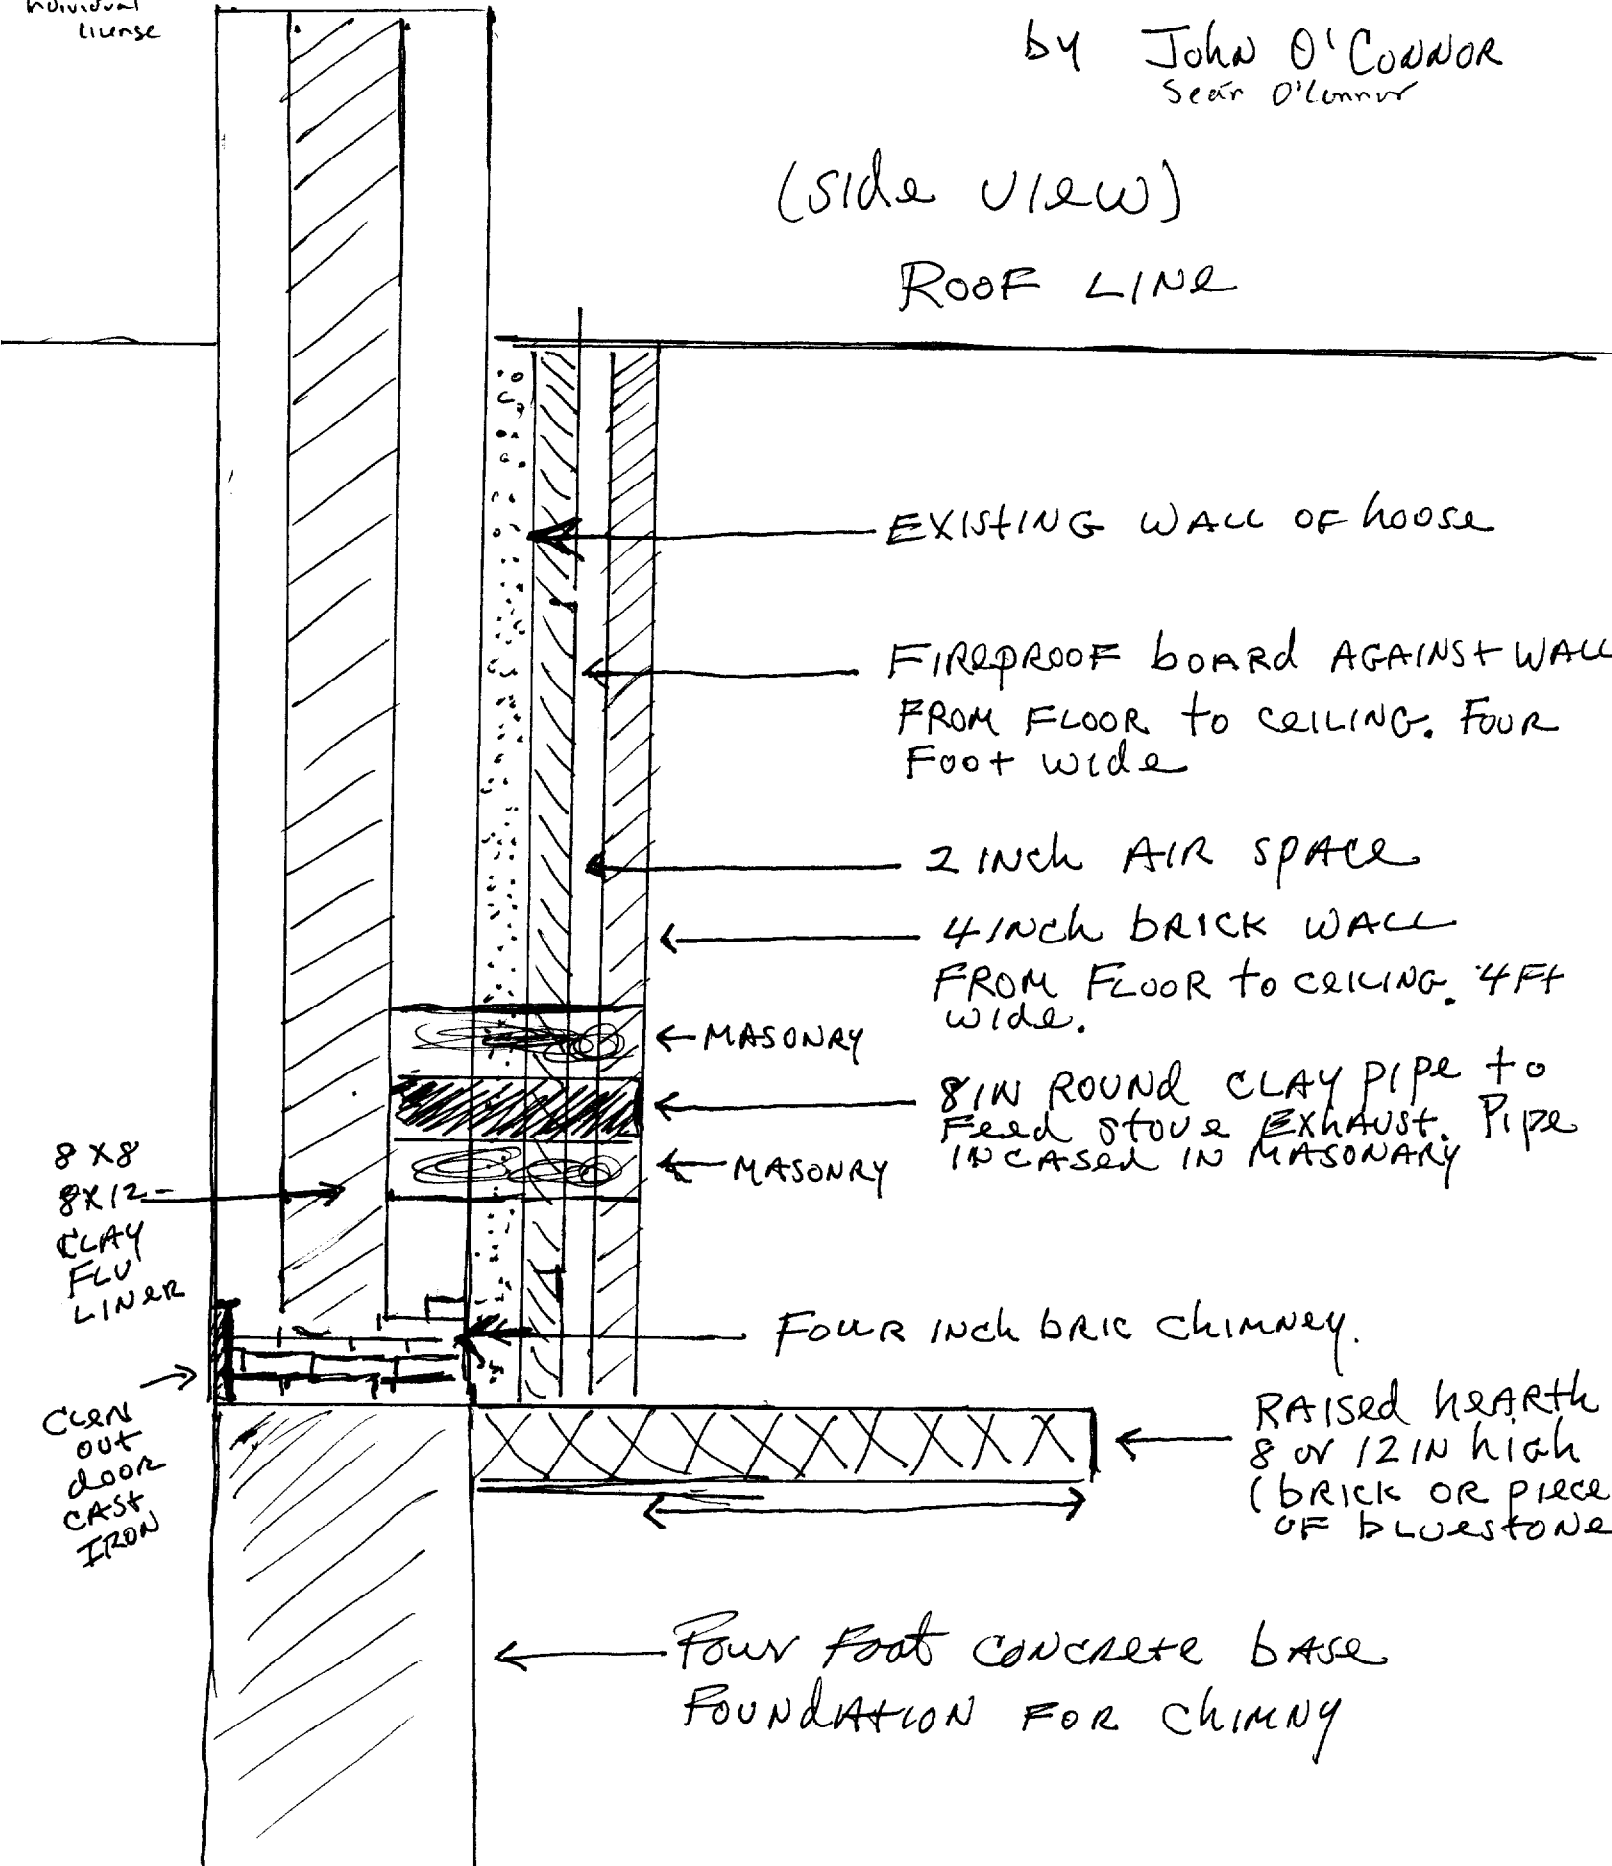 license
by John O'Connor
Seán O'Connor
(side view)
ROOF LINE
EXISTING WALL OF hoose
FIREPROOF bOARD AGAINST WALL
FROM FLOOR to CEILING. FOUR
Foot wide
2 INch AIR SPACE
4 INch bRICK WALL
FROM FLOOR to CEILING. 4Ft
wide.
← MASONRY
8 IN ROUND CLAY PIPE to
Feed stove EXHAUST. PIPE
INCASED IN MASONARY
← MASONRY
8 X 8
8X12
CLAY
FLU
LINER
FOUR INch bRIC ChIMNEY.
CLEN
OUT
door
CAST
IRON
RAISed hEARth
8 or 12 IN high
(bRICK OR PIECE
OF bLUESTONE
Four Foot CONCRETE bASE
FOUNdATION FOR ChIMNY